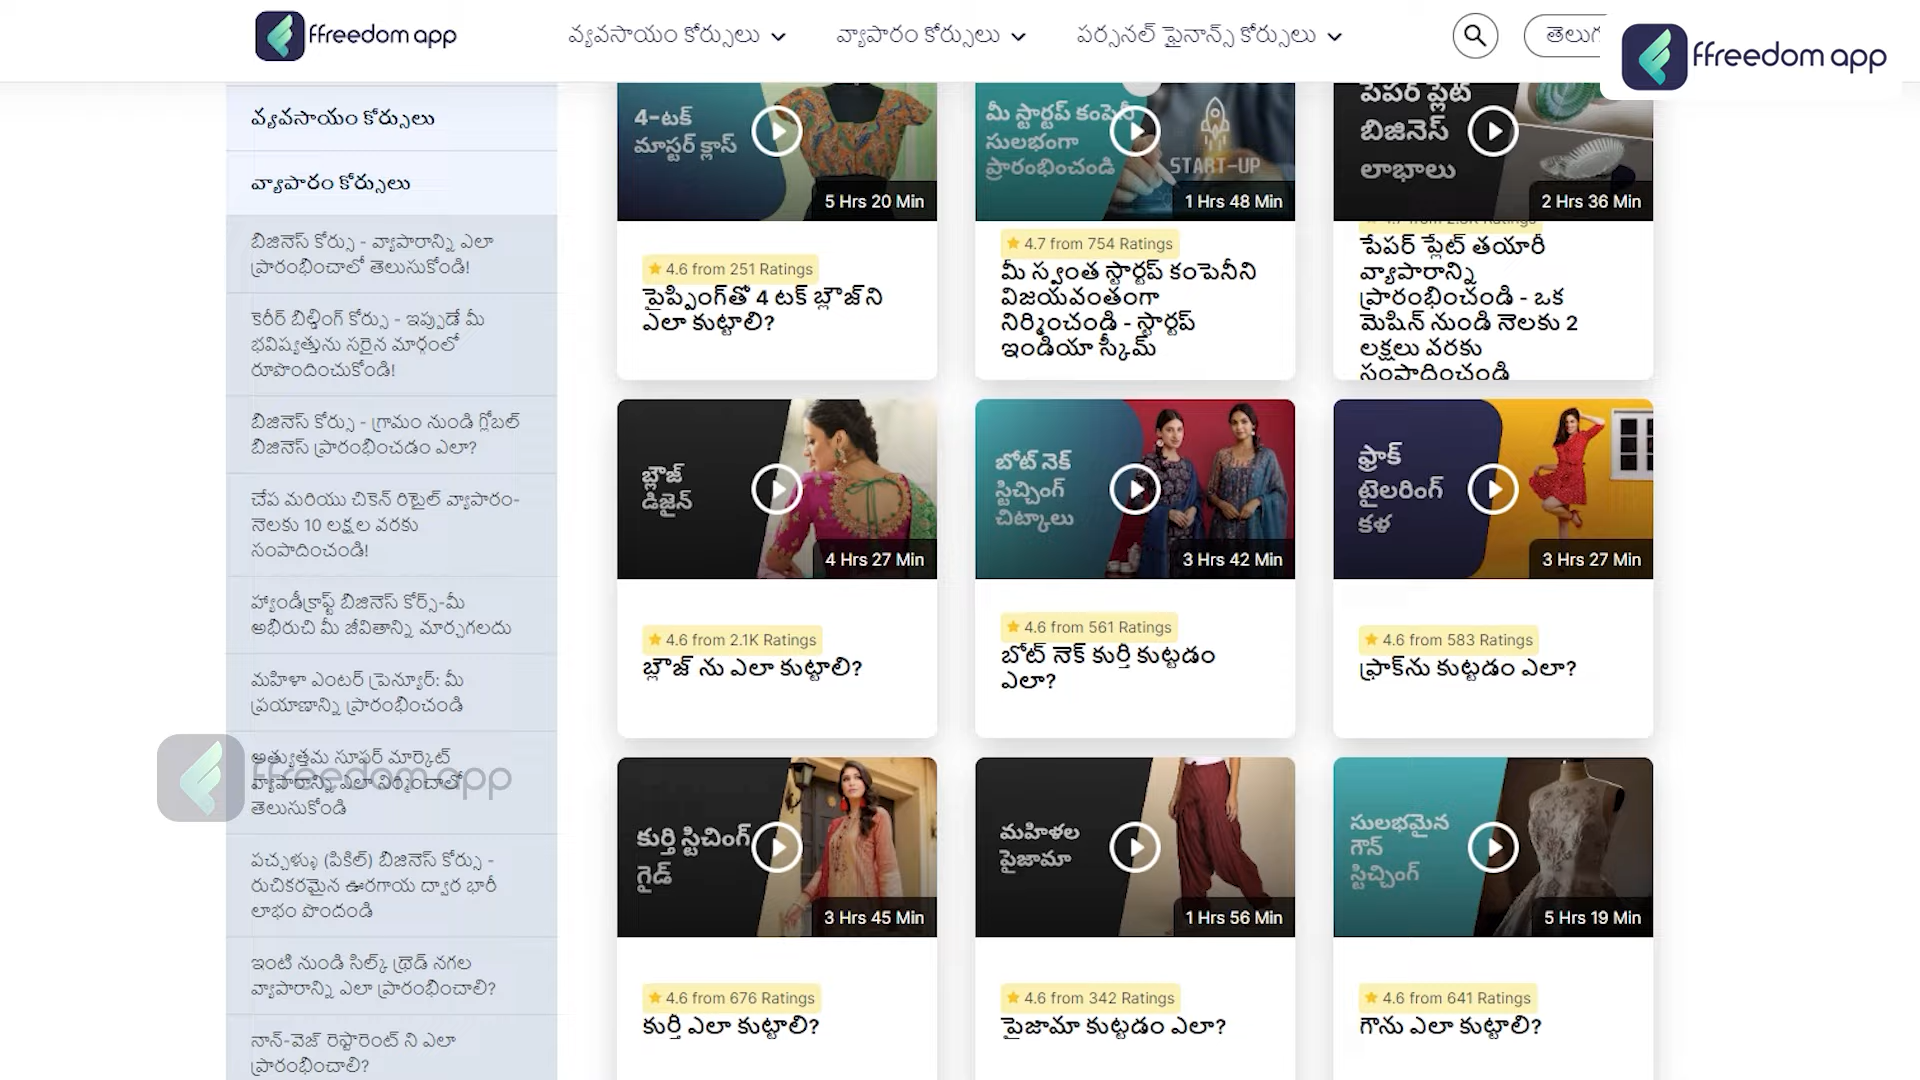 ffreedom app
వ్యవసాయం కోర్సులు
వ్యాపారం కోర్సులు
పర్సనల్ ఫైనాన్స్ కోర్సులు
ffreedom app
వ్యవసాయం కోర్సులు
వ్యాపారం కోర్సులు
బిజినెస్ కోర్సు - వ్యాపారాన్ని ఎలా
ప్రారంభించాలో తెలుసుకోండి!
కెరీర్ బిల్డింగ్ కోర్సు - ఇప్పుడే మీ
భవిష్యత్తును సరైన మార్గంలో
రూపొందించుకోండి!
బిజినెస్ కోర్సు - గ్రామం నుండి గ్లోబల్
బిజినెస్ ప్రారంభించడం ఎలా?
చేప మరియు చికెన్ రిటైల్ వ్యాపారం-
నెలకు 10 లక్షల వరకు
సంపాదించండి!
హ్యాండీక్రాఫ్ట్ బిజినెస్ కోర్స్-మీ
అభిరుచి మీ జీవితాన్ని మార్చగలదు
మహిళా ఎంటర్ ప్రెన్యూర్: మీ
ప్రయాణాన్ని ప్రారంభించండి
అత్యుత్తమ సూపర్ మార్కెట్
వ్యాపారాన్ని ఎలా నిర్మించాలో
తెలుసుకోండి
ffreedom app
పచ్చళ్ళు (పికిల్) బిజినెస్ కోర్సు -
రుచికరమైన ఊరగాయ ద్వార భారీ
లాభం పొందండి
ఇంటి నుండి సిల్క్ థ్రెడ్ నగల
వ్యాపారాన్ని ఎలా ప్రారంభించాలి?
నాన్-వెజ్ రెస్టారెంట్ ని ఎలా
ప్రారంభించాలి?
4-టక్
మాస్టర్ క్లాస్
5 Hrs 20 Min
4.6 from 251 Ratings
పైప్పింగ్‌తో 4 టక్ బ్లౌజ్‌ని
ఎలా కుట్టాలి?
మీ స్టార్టప్ కంపెనీ
సులభంగా
ప్రారంభించండి
START-UP
1 Hrs 48 Min
4.7 from 754 Ratings
మీ స్వంత స్టార్టప్ కంపెనీని
విజయవంతంగా
నిర్మించండి - స్టార్టప్
ఇండియా స్కీమ్
పేపర్ ప్లేట్
బిజినెస్
లాభాలు
2 Hrs 36 Min
పేపర్ ప్లేట్ తయారీ
వ్యాపారాన్ని
ప్రారంభించండి - ఒక
మెషిన్ నుండి నెలకు 2
లక్షలు వరకు
సంపాదించండి
బ్లౌజ్
డిజైన్
4 Hrs 27 Min
4.6 from 2.1K Ratings
బ్లౌజ్ ను ఎలా కుట్టాలి?
బోట్ నెక్
స్టిచ్చింగ్
చిట్కాలు
3 Hrs 42 Min
4.6 from 561 Ratings
బోట్ నెక్ కుర్తీ కుట్టడం
ఎలా?
ఫ్రాక్
టైలరింగ్
కళ
3 Hrs 27 Min
4.6 from 583 Ratings
ఫ్రాక్‌ను కుట్టడం ఎలా?
కుర్తి స్టిచింగ్
గైడ్
3 Hrs 45 Min
4.6 from 676 Ratings
కుర్తీ ఎలా కుట్టాలి?
మహిళల
పైజామా
1 Hrs 56 Min
4.6 from 342 Ratings
పైజామా కుట్టడం ఎలా?
సులభమైన
గౌన్
స్టిచ్చింగ్
5 Hrs 19 Min
4.6 from 641 Ratings
గౌను ఎలా కుట్టాలి?